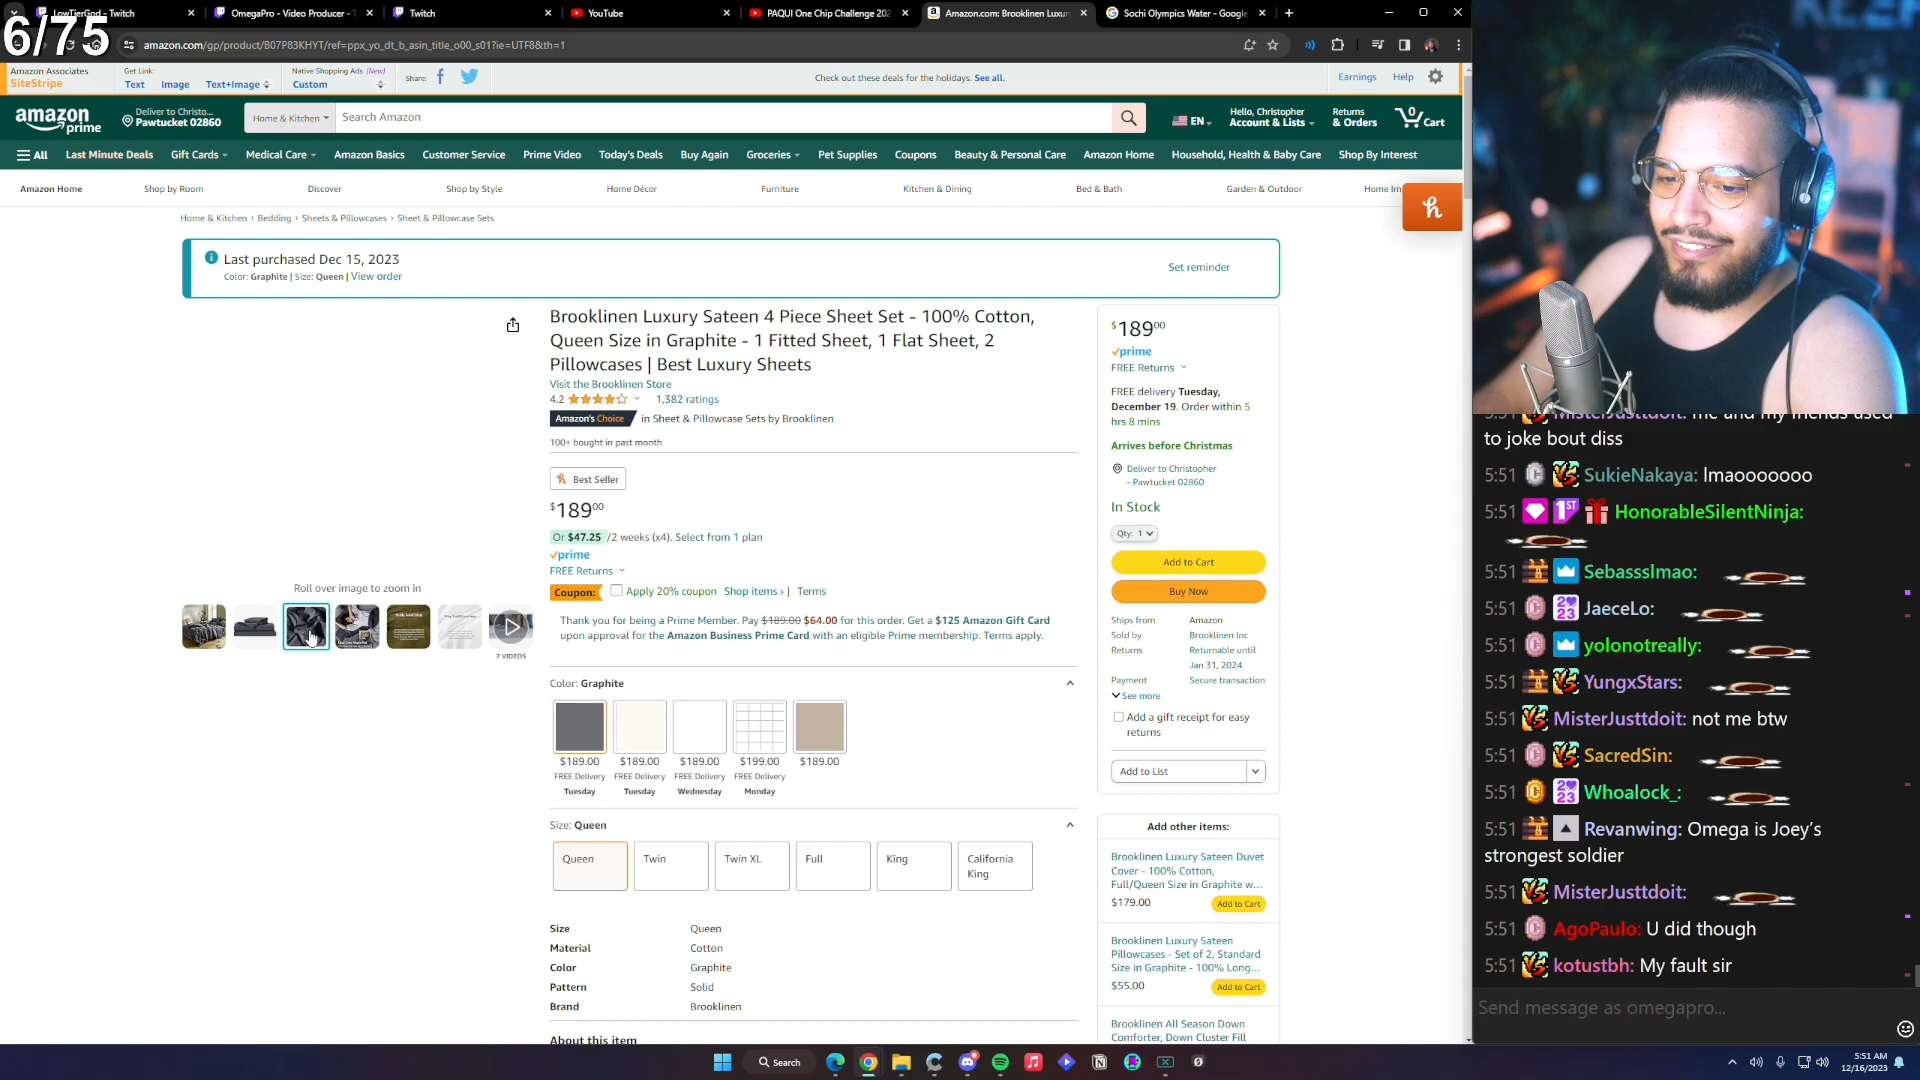 LowTierGod - Twitch
OmegaPro - Video Producer - T
Twitch
YouTube
PAQUI One Chip Challenge 202
Amazon.com: Brooklinen Luxur
Sochi Olympics Water - Google
6/75
amazon.com/gp/product/B07P83KHYT/ref=ppx_yo_dt_b_asin_title_o00_s01?ie=UTF8&th=1
Amazon Associates
SiteStripe
Get Link:
Text
Image
Text+Image
Native Shopping Ads (New)
Custom
Share:
Check out these deals for the holidays. See all.
Earnings
Help
amazon
prime
Deliver to Christo...
Pawtucket 02860
Home & Kitchen
Search Amazon
EN
Hello, Christopher
Account & Lists
Returns
& Orders
0
Cart
All
Last Minute Deals
Gift Cards
Medical Care
Amazon Basics
Customer Service
Prime Video
Today's Deals
Buy Again
Groceries
Pet Supplies
Coupons
Beauty & Personal Care
Amazon Home
Household, Health & Baby Care
Shop By Interest
Amazon Home
Shop by Room
Discover
Shop by Style
Home Décor
Furniture
Kitchen & Dining
Bed & Bath
Garden & Outdoor
Home Im
Home & Kitchen › Bedding › Sheets & Pillowcases › Sheet & Pillowcase Sets
Last purchased Dec 15, 2023
Color: Graphite | Size: Queen | View order
Set reminder
Brooklinen Luxury Sateen 4 Piece Sheet Set - 100% Cotton,
Queen Size in Graphite - 1 Fitted Sheet, 1 Flat Sheet, 2
Pillowcases | Best Luxury Sheets
Visit the Brooklinen Store
4.2
1,382 ratings
Amazon's Choice in Sheet & Pillowcase Sets by Brooklinen
100+ bought in past month
Best Seller
$189 00
Or $47.25 /2 weeks (x4). Select from 1 plan
prime
FREE Returns
Coupon: Apply 20% coupon Shop items › | Terms
Thank you for being a Prime Member. Pay $189.00 $64.00 for this order. Get a $125 Amazon Gift Card
upon approval for the Amazon Business Prime Card with an eligible Prime membership. Terms apply.
Roll over image to zoom in
7 VIDEOS
Color: Graphite
$189.00
FREE Delivery
Tuesday
$189.00
FREE Delivery
Tuesday
$189.00
FREE Delivery
Wednesday
$199.00
FREE Delivery
Monday
$189.00
Size: Queen
Queen
Twin
Twin XL
Full
King
California
King
Size Queen
Material Cotton
Color Graphite
Pattern Solid
Brand Brooklinen
About this item
$189 00
prime
FREE Returns
FREE delivery Tuesday,
December 19. Order within 5
hrs 8 mins
Arrives before Christmas
Deliver to Christopher
- Pawtucket 02860
In Stock
Qty: 1
Add to Cart
Buy Now
Ships from Amazon
Sold by Brooklinen Inc
Returns Returnable until
Jan 31, 2024
Payment Secure transaction
See more
Add a gift receipt for easy
returns
Add to List
Add other items:
Brooklinen Luxury Sateen Duvet
Cover - 100% Cotton,
Full/Queen Size in Graphite w...
$179.00
Add to Cart
Brooklinen Luxury Sateen
Pillowcases - Set of 2, Standard
Size in Graphite - 100% Long...
$55.00
Add to Cart
Brooklinen All Season Down
Comforter, Down Cluster Fill
5:51 MisterJusttdoit: me and my friends used
to joke bout diss
5:51 SukieNakaya: lmaooooooo
5:51 HonorableSilentNinja:
5:51 Sebassslmao:
5:51 JaeceLo:
5:51 yolonotreally:
5:51 YungxStars:
5:51 MisterJusttdoit: not me btw
5:51 SacredSin:
5:51 Whoalock_:
5:51 Revanwing: Omega is Joey's
strongest soldier
5:51 MisterJusttdoit:
5:51 AgoPaulo: U did though
5:51 kotustbh: My fault sir
Send message as omegapro...
Search
5:51 AM
12/16/2023